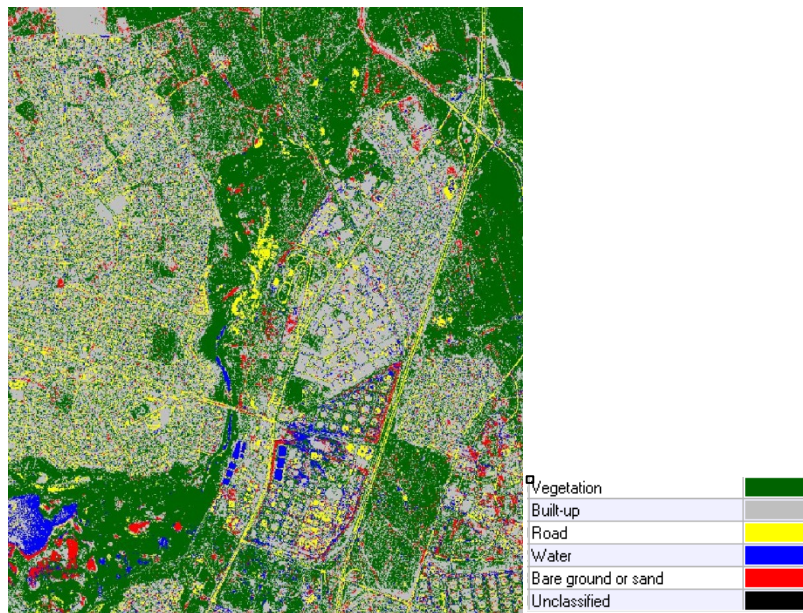 Vegetation
Built-up
Road
Water
Bare ground or sand
Unclassified